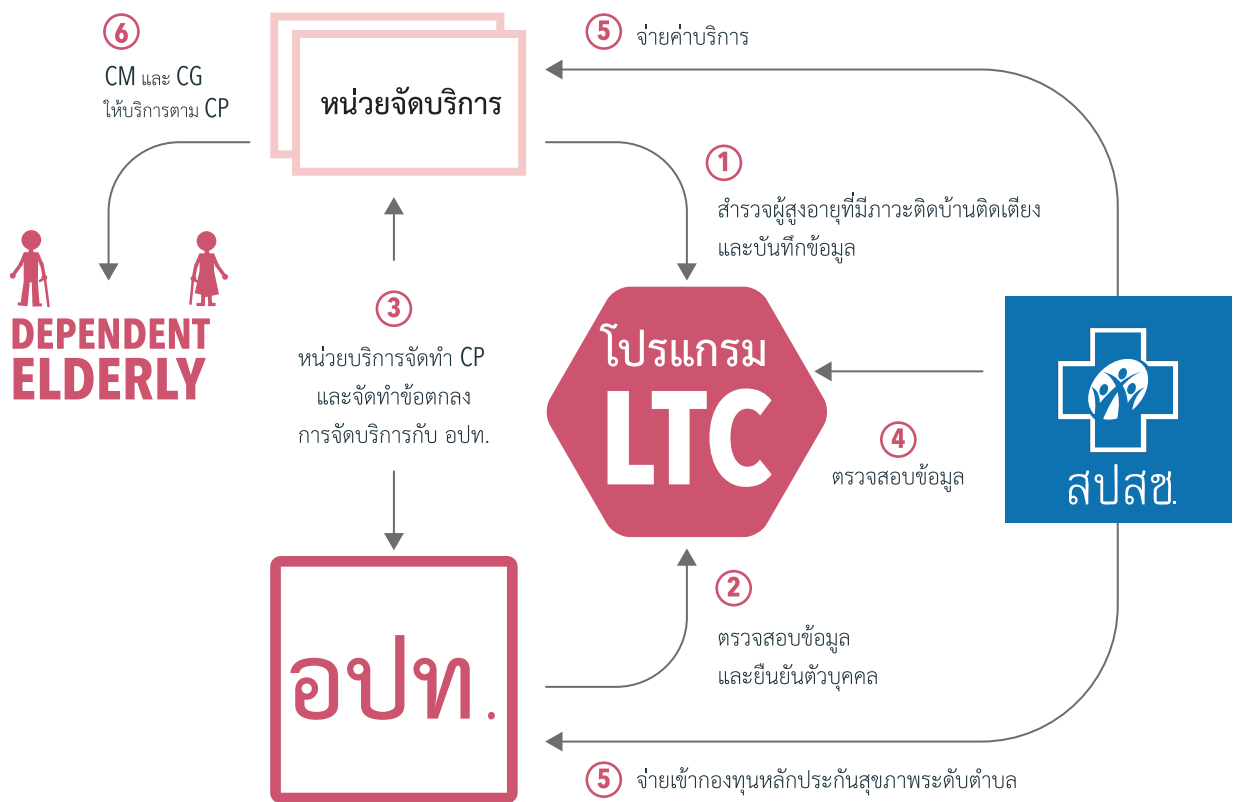 6
CM และ CG
ให้บริการตาม CP
หน่วยจัดบริการ
5 จ่ายค่าบริการ
1
สำรวจผู้สูงอายุที่มีภาวะติดบ้านติดเตียง
และบันทึกข้อมูล
DEPENDENT
ELDERLY
3
หน่วยบริการจัดทำ CP
และจัดทำข้อตกลง
การจัดบริการกับ อปท.
โปรแกรม
LTC
4
ตรวจสอบข้อมูล
สปสช.
อปท.
2
ตรวจสอบข้อมูล
และยืนยันตัวบุคคล
5 จ่ายเข้ากองทุนหลักประกันสุขภาพระดับตำบล